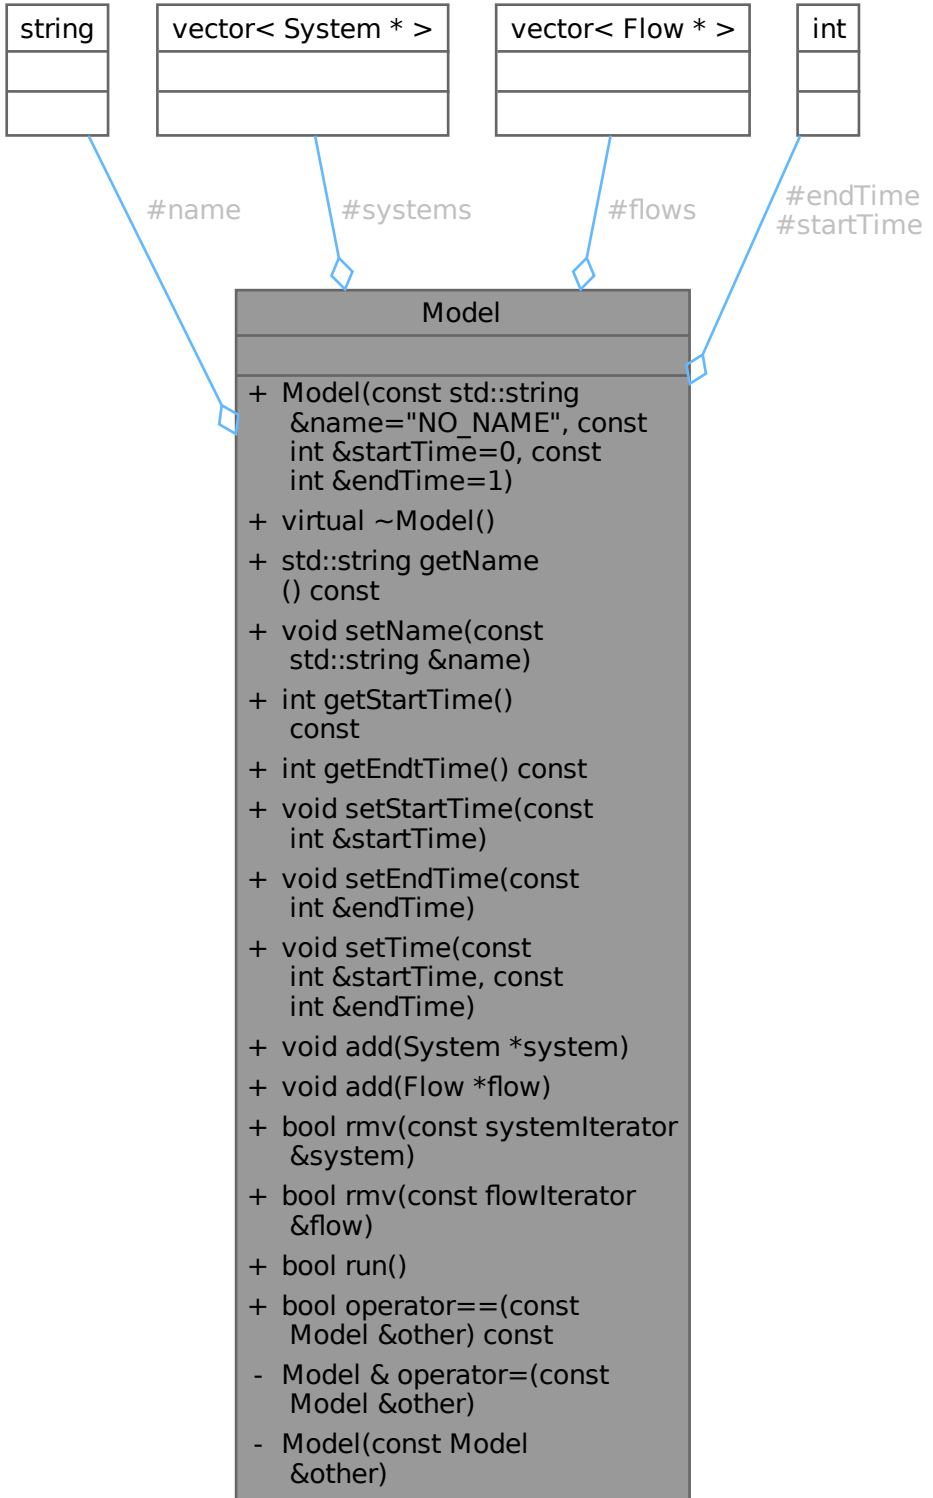 string
vector< System * >
vector< Flow * >
int
#name
#systems
#flows
#endTime
#startTime
Model
+ Model(const std::string
&name="NO_NAME", const
int &startTime=0, const
int &endTime=1)
+ virtual ~Model()
+ std::string getName
() const
+ void setName(const
std::string &name)
+ int getStartTime()
const
+ int getEndtTime() const
+ void setStartTime(const
int &startTime)
+ void setEndTime(const
int &endTime)
+ void setTime(const
int &startTime, const
int &endTime)
+ void add(System *system)
+ void add(Flow *flow)
+ bool rmv(const systemIterator
&system)
+ bool rmv(const flowIterator
&flow)
+ bool run()
+ bool operator==(const
Model &other) const
- Model & operator=(const
Model &other)
- Model(const Model
&other)